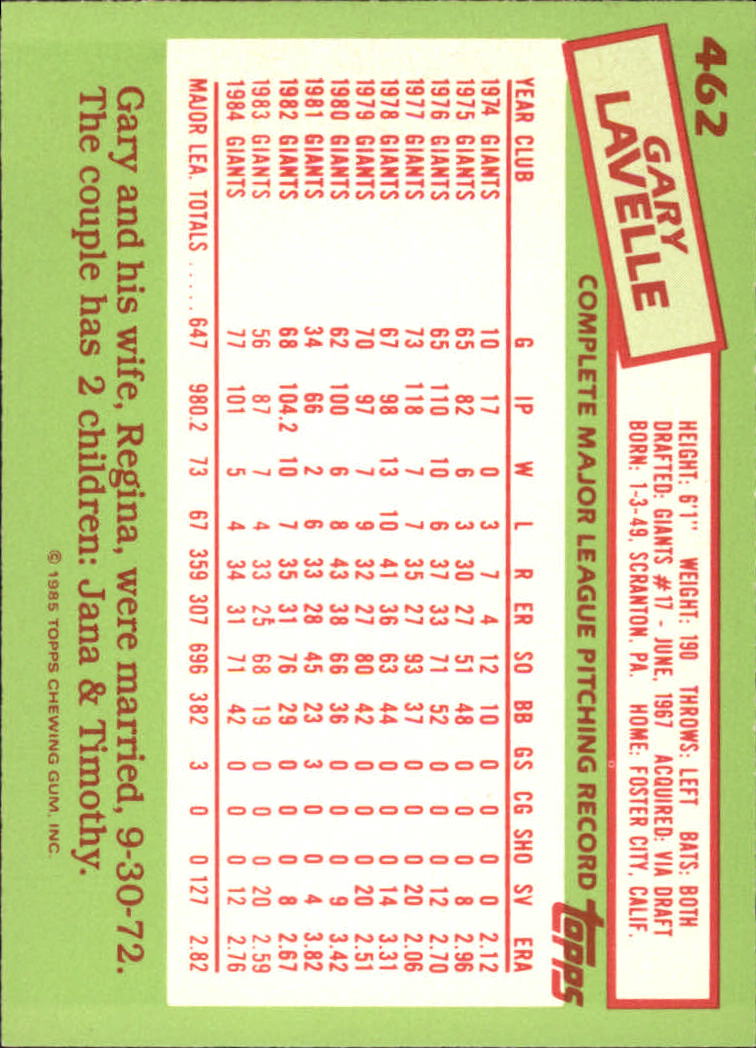 462
GARY
LAVELLE
HEIGHT: 6'1" WEIGHT: 190 THROWS: LEFT BATS: BOTH
DRAFTED: GIANTS #17 - JUNE, 1967 ACQUIRED: VIA DRAFT
BORN: 1-3-49, SCRANTON, PA. HOME: FOSTER CITY, CALIF.
COMPLETE MAJOR LEAGUE PITCHING RECORD topps
YEAR CLUB G IP W L R ER SO BB GS CG SHO SV ERA
1974 GIANTS 10 17 0 3 7 4 12 10 0 0 0 0 2.12
1975 GIANTS 65 82 6 3 30 27 51 48 0 0 0 8 2.96
1976 GIANTS 65 110 10 6 37 33 71 52 0 0 0 12 2.70
1977 GIANTS 73 118 7 7 35 27 93 37 0 0 0 20 2.06
1978 GIANTS 67 98 13 10 41 36 63 44 0 0 0 14 3.31
1979 GIANTS 70 97 7 9 32 27 80 42 0 0 0 20 2.51
1980 GIANTS 62 100 6 8 43 38 66 36 0 0 0 9 3.42
1981 GIANTS 34 66 2 6 33 28 45 23 3 0 0 4 3.82
1982 GIANTS 68 104.2 10 7 35 31 76 29 0 0 0 8 2.67
1983 GIANTS 56 87 7 4 33 25 68 19 0 0 0 20 2.59
1984 GIANTS 77 101 5 4 34 31 71 42 0 0 0 12 2.76
MAJOR LEA. TOTALS ..... 647 980.2 73 67 359 307 696 382 3 0 0 127 2.82
Gary and his wife, Regina, were married, 9-30-72.
The couple has 2 children: Jana & Timothy.
© 1985 TOPPS CHEWING GUM, INC.